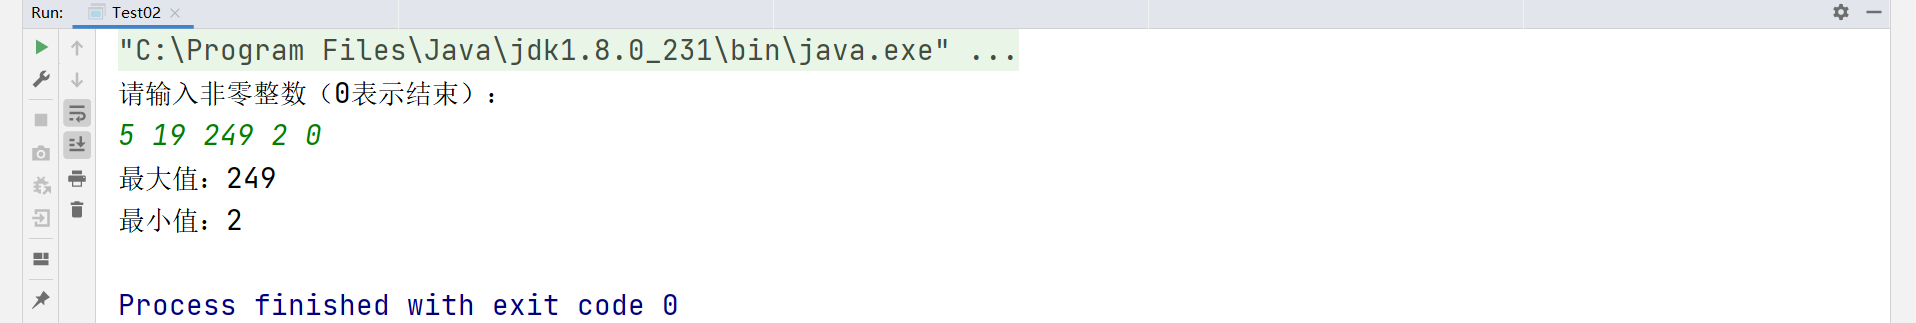 Run: Test02
"C:\Program Files\Java\jdk1.8.0_231\bin\java.exe" ...
请输入非零整数（0表示结束）：
5 19 249 2 0
最大值：249
最小值：2
Process finished with exit code 0